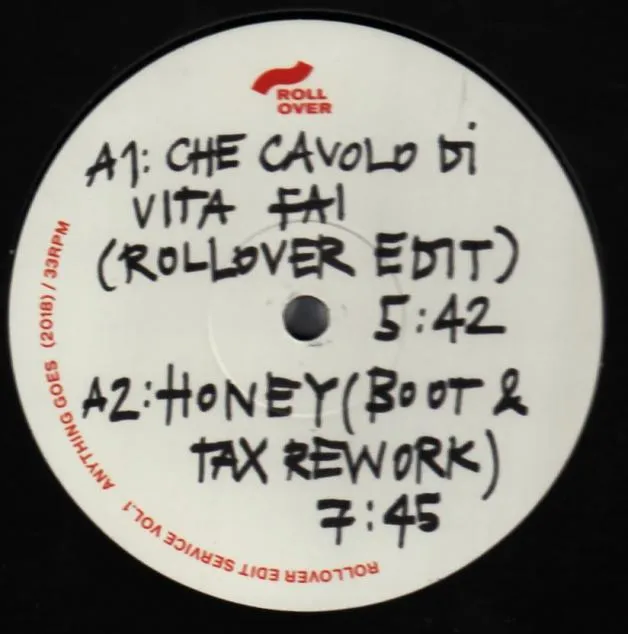 ROLL
OVER
A1: CHE CAVOLO Di
VITA FAI
(ROLLOVER EDIT)
5:42
A2: HONEY (BOOT &
TAX REWORK)
7:45
ROLLOVER EDIT SERVICE VOL.1 ANYTHING GOES (2018) / 33RPM